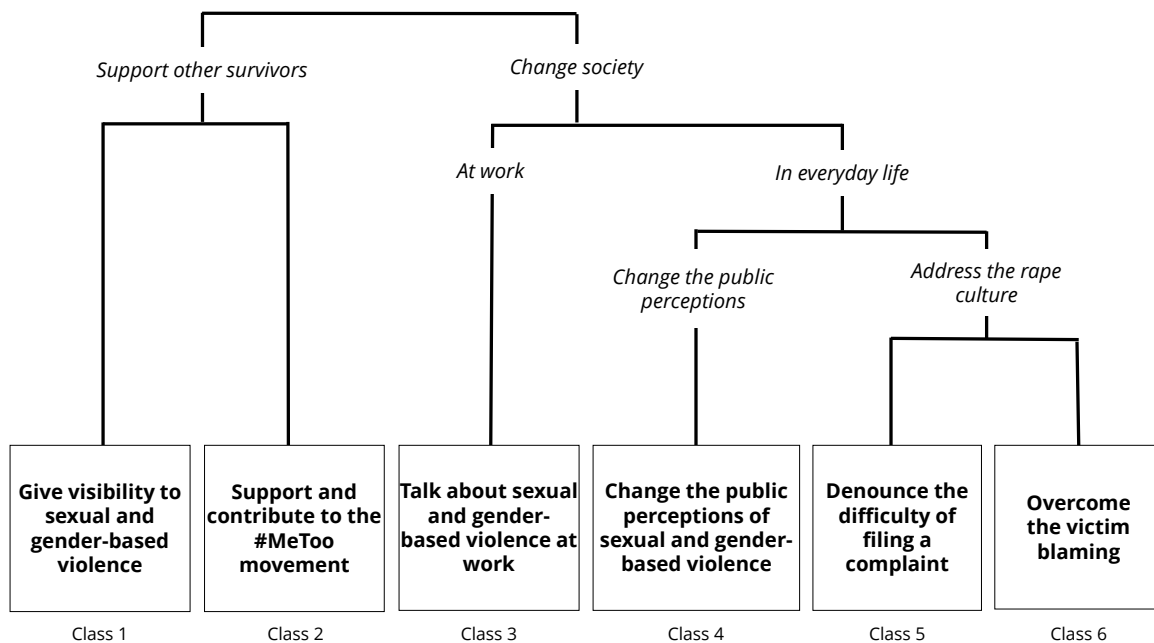 Support other survivors
Change society
At work
In everyday life
Change the public
perceptions
Address the rape
culture
Give visibility to
sexual and
gender-based
violence
Support and
contribute to the
#MeToo
movement
Talk about sexual
and gender-
based violence at
work
Change the public
perceptions of
sexual and gender-
based violence
Denounce the
difficulty of
filing a
complaint
Overcome
the victim
blaming
Class 1
Class 2
Class 3
Class 4
Class 5
Class 6